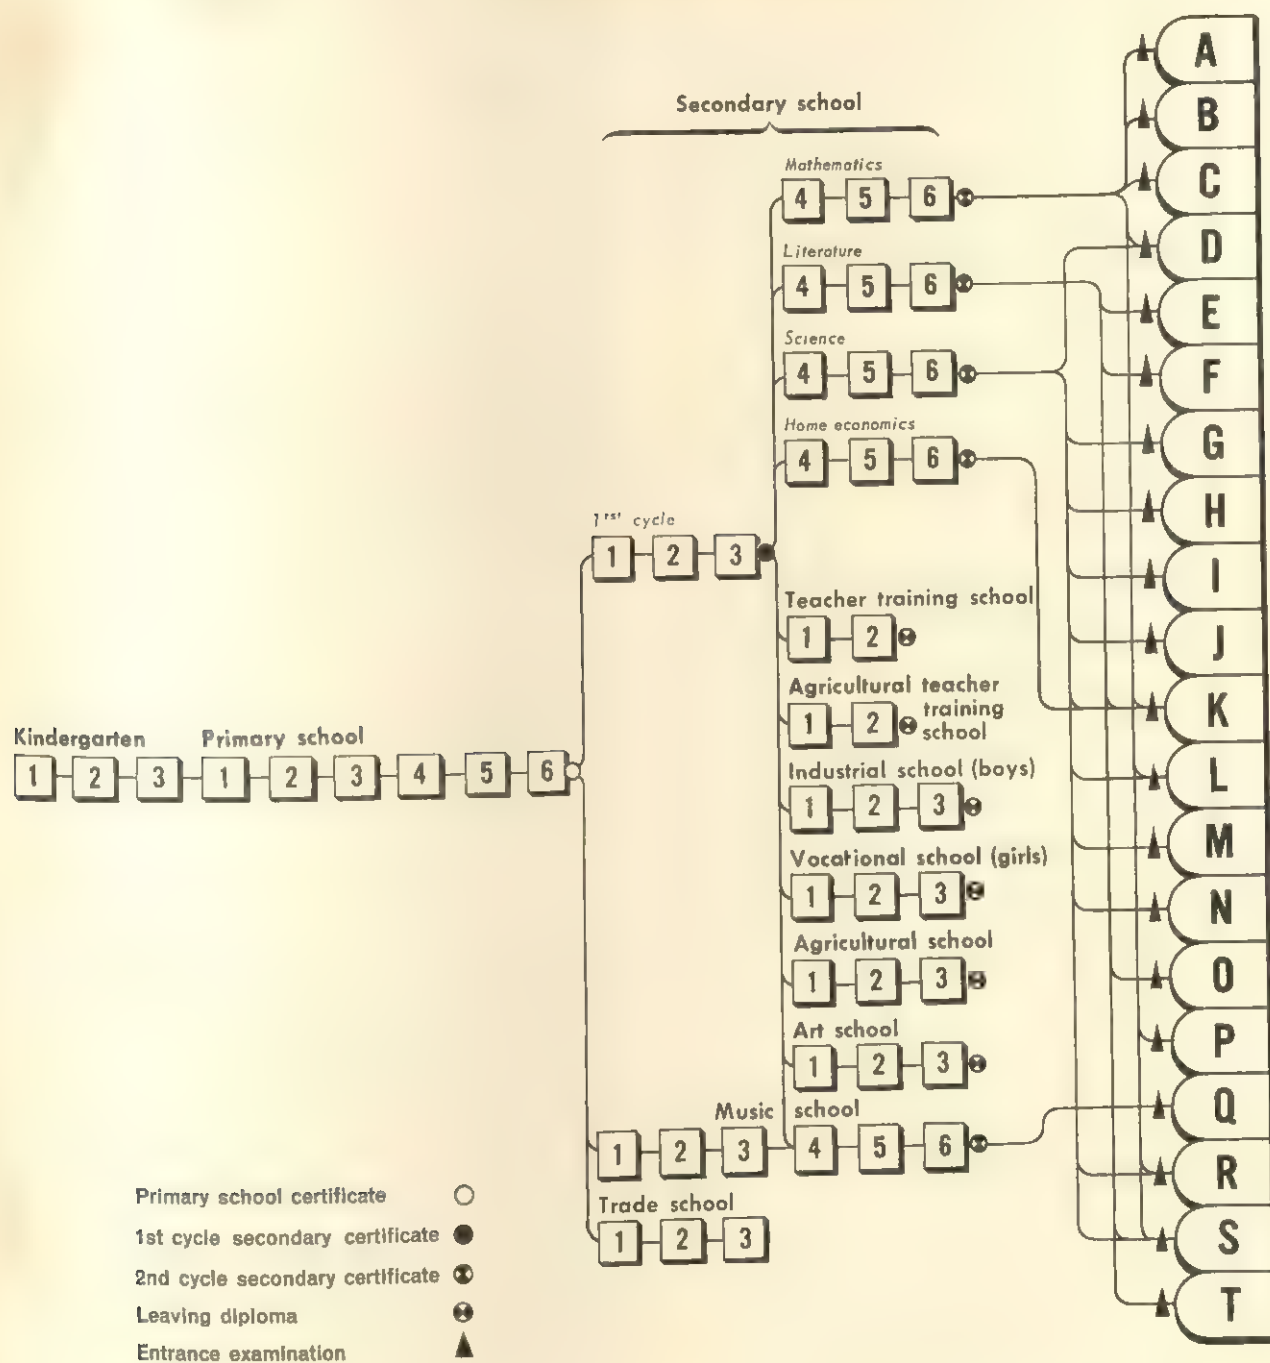 Secondary school
Mathematics
4 5 6
Literature
4 5 6
Science
4 5 6
Home economics
4 5 6
1rst cycle
1 2 3
Teacher training school
1 2
Agricultural teacher
training
school
1 2
Kindergarten Primary school
1 2 3 1 2 3 4 5 6
Industrial school (boys)
1 2 3
Vocational school (girls)
1 2 3
Agricultural school
1 2 3
Art school
1 2 3
Music school
1 2 3 4 5 6
Trade school
1 2 3
A
B
C
D
E
F
G
H
I
J
K
L
M
N
O
P
Q
R
S
T
Primary school certificate
1st cycle secondary certificate
2nd cycle secondary certificate
Leaving diploma
Entrance examination